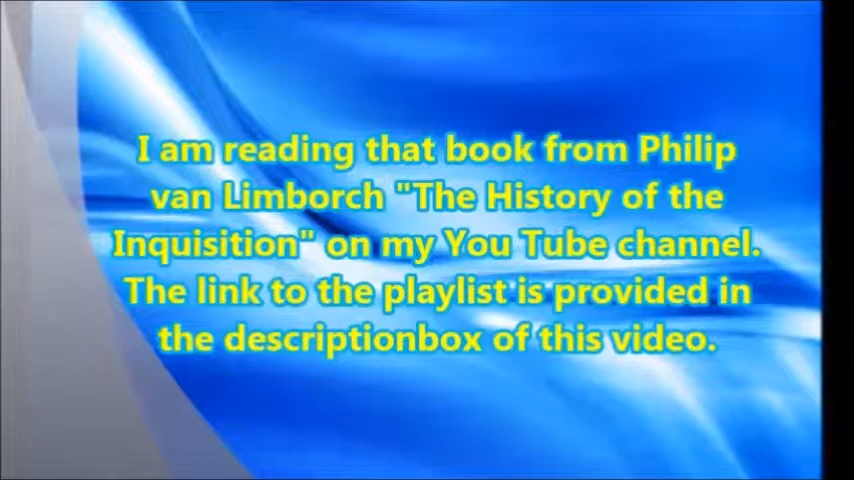 I am reading that book from Philip
van Limborch "The History of the
Inquisition" on my You Tube channel.
The link to the playlist is provided in
the descriptionbox of this video.